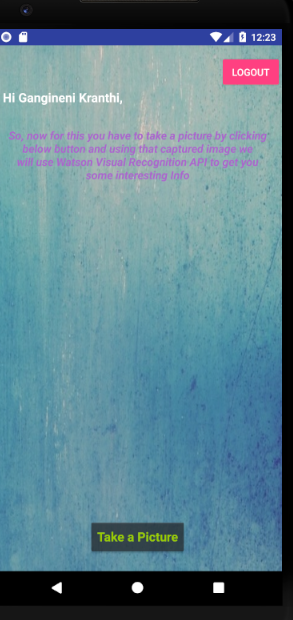 12:23
LOGOUT
Hi Gangineni Kranthi,
So, now for this you have to take a picture by clicking
below button and using that captured image we
will use Watson Visual Recognition API to get you
some interesting Info
Take a Picture